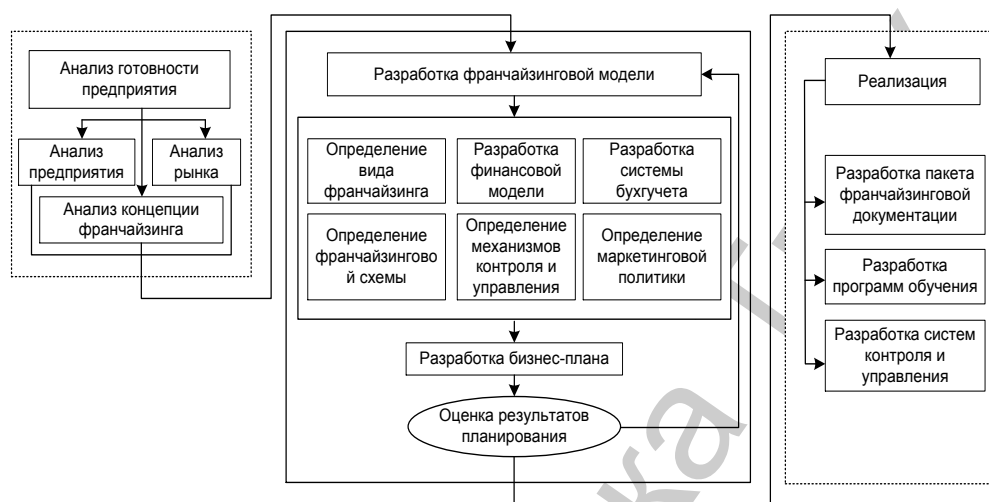 Анализ готовности
предприятия
Анализ
предприятия
Анализ
рынка
Анализ концепции
франчайзинга
Разработка франчайзинговой модели
Определение
вида
франчайзинга
Разработка
финансовой
модели
Разработка
системы
бухгучета
Определение
франчайзингово
й схемы
Определение
механизмов
контроля и
управления
Определение
маркетинговой
политики
Разработка бизнес-плана
Оценка результатов
планирования
Реализация
Разработка пакета
франчайзинговой
документации
Разработка
программ обучения
Разработка систем
контроля и
управления